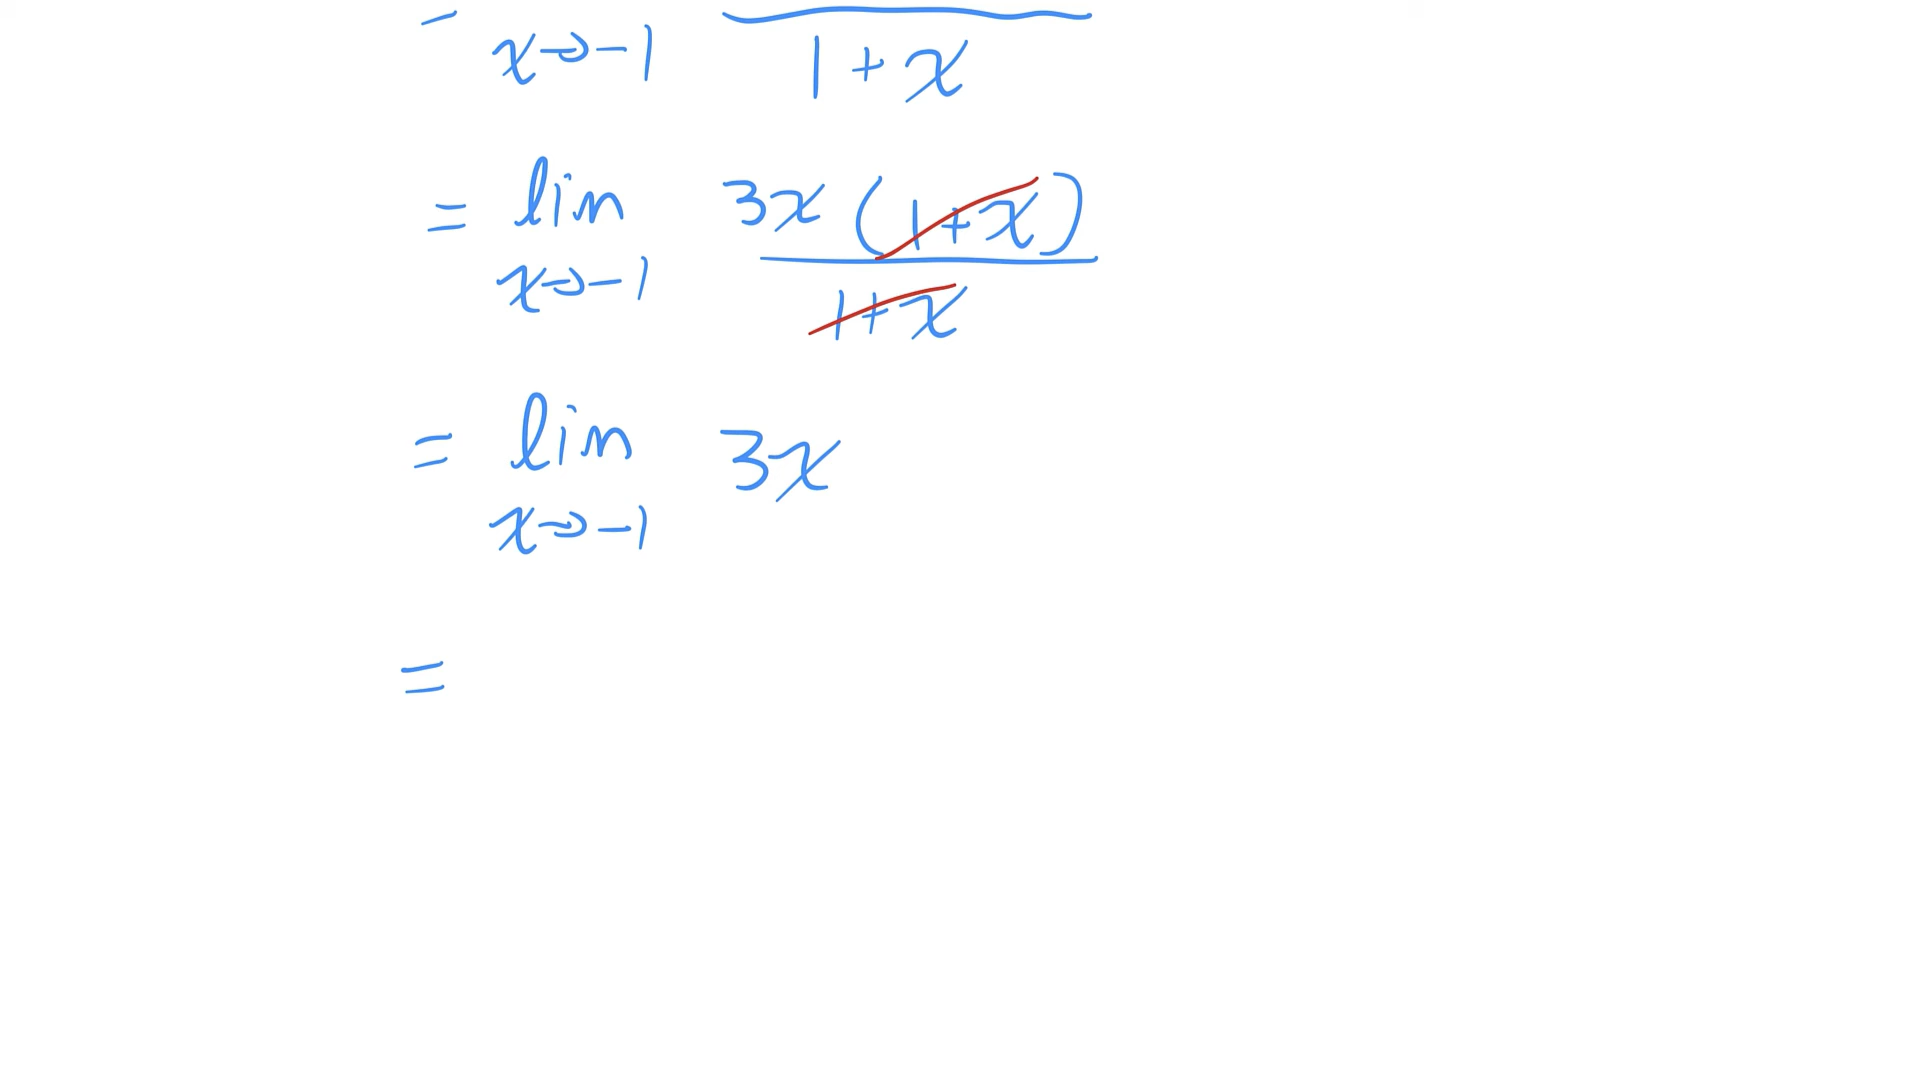 = x→-1 1+x
= lim 3x(1+x)
x→-1 1+x
= lim 3x
x→-1
=